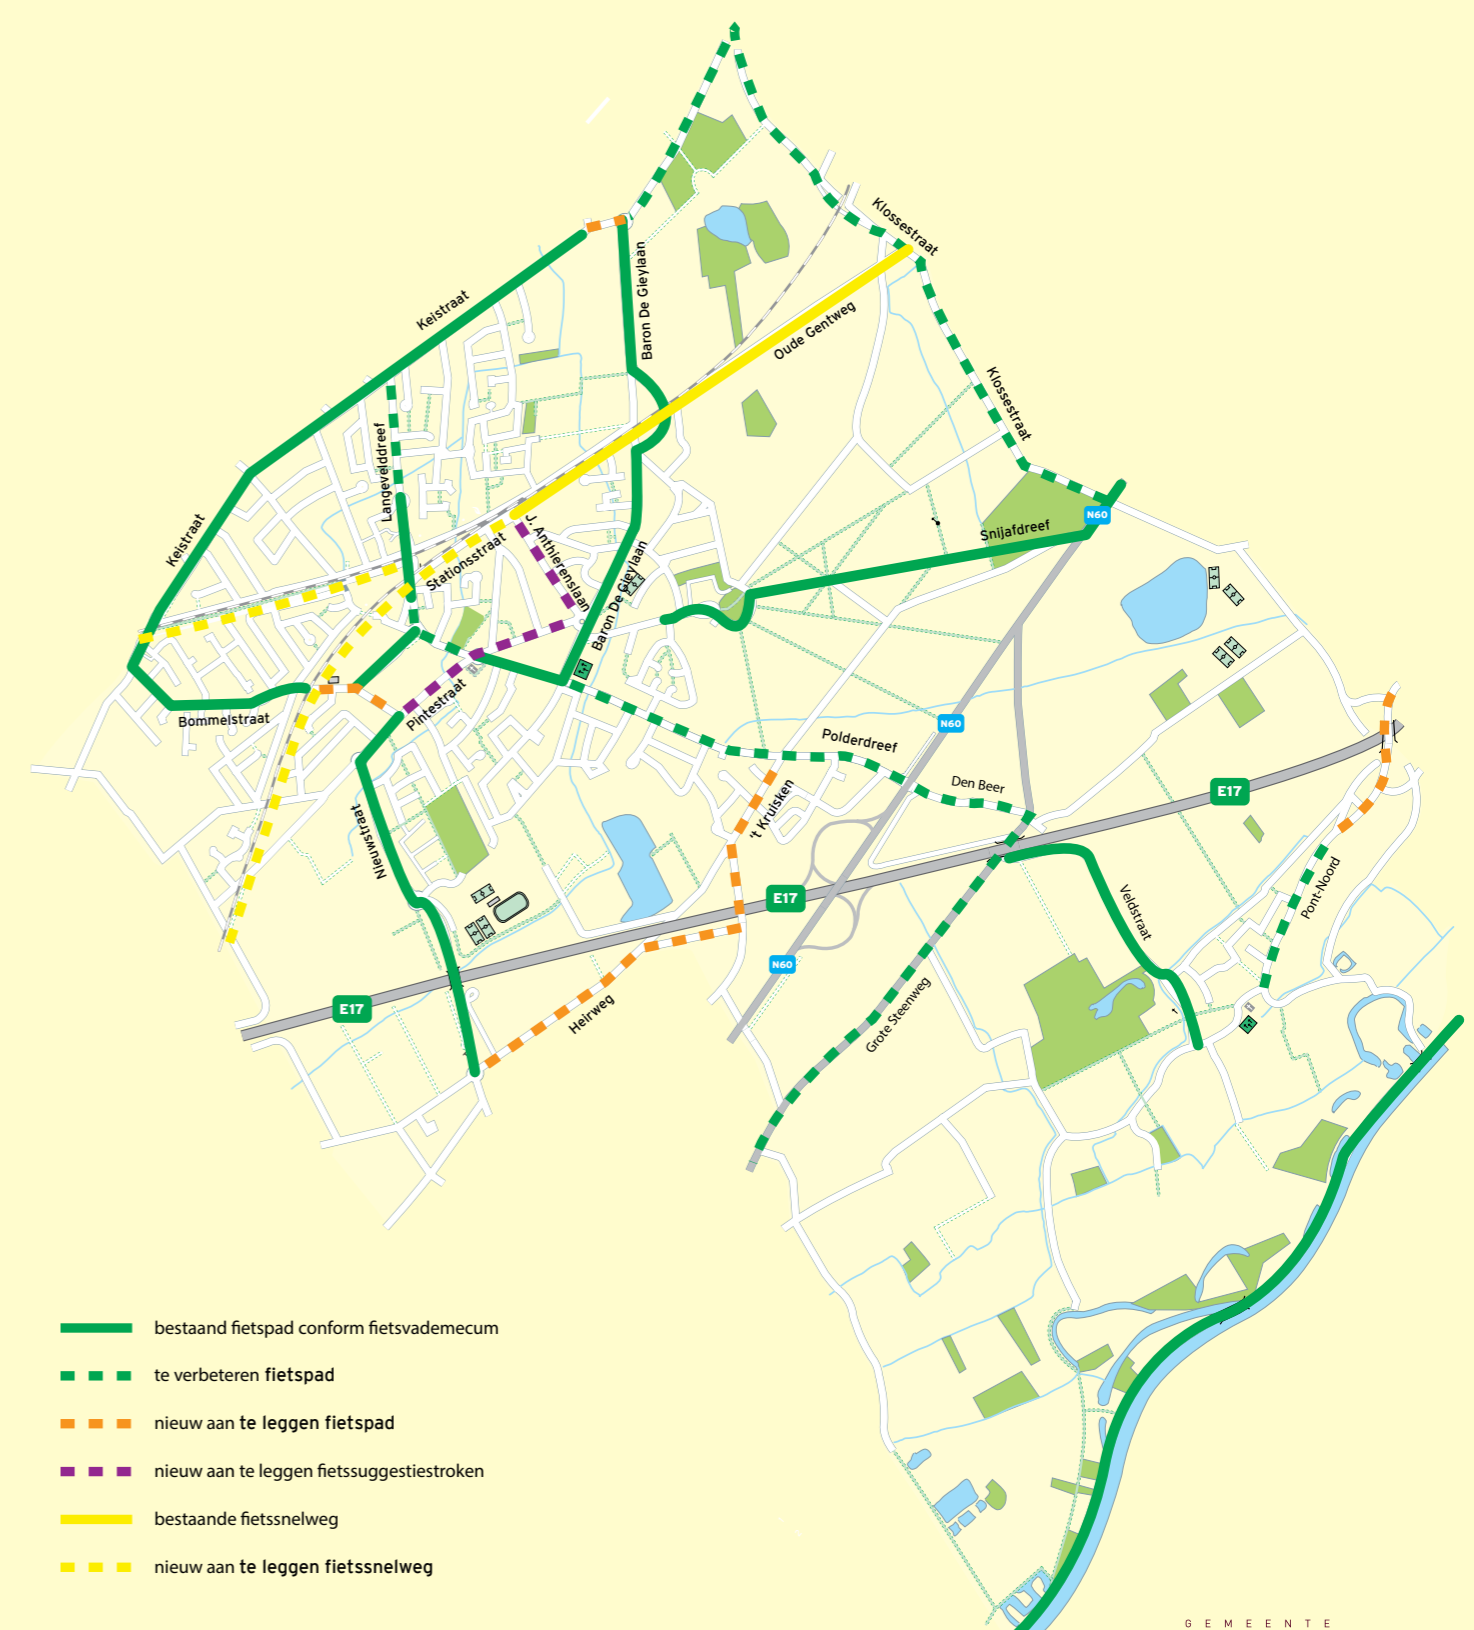 Klossestraat
Keistraat
Baron De Gieylaan
Oude Gentweg
Klossestraat
Langevelddreef
Keistraat
N60
Snijafdreef
J. Anthierenslaan
Stationsstraat
Baron De Gieylaan
Pintestraat
Bommelstraat
N60
Polderdreef
Den Beer
E17
't Kruisken
Nieuwstraat
Pont-Noord
E17
Veldstraat
N60
E17
Heirweg
Grote Steenweg
bestaand fietspad conform fietsvademecum
te verbeteren fietspad
nieuw aan te leggen fietspad
nieuw aan te leggen fietssuggestiestroken
bestaande fietssnelweg
nieuw aan te leggen fietssnelweg
GEMEENTE